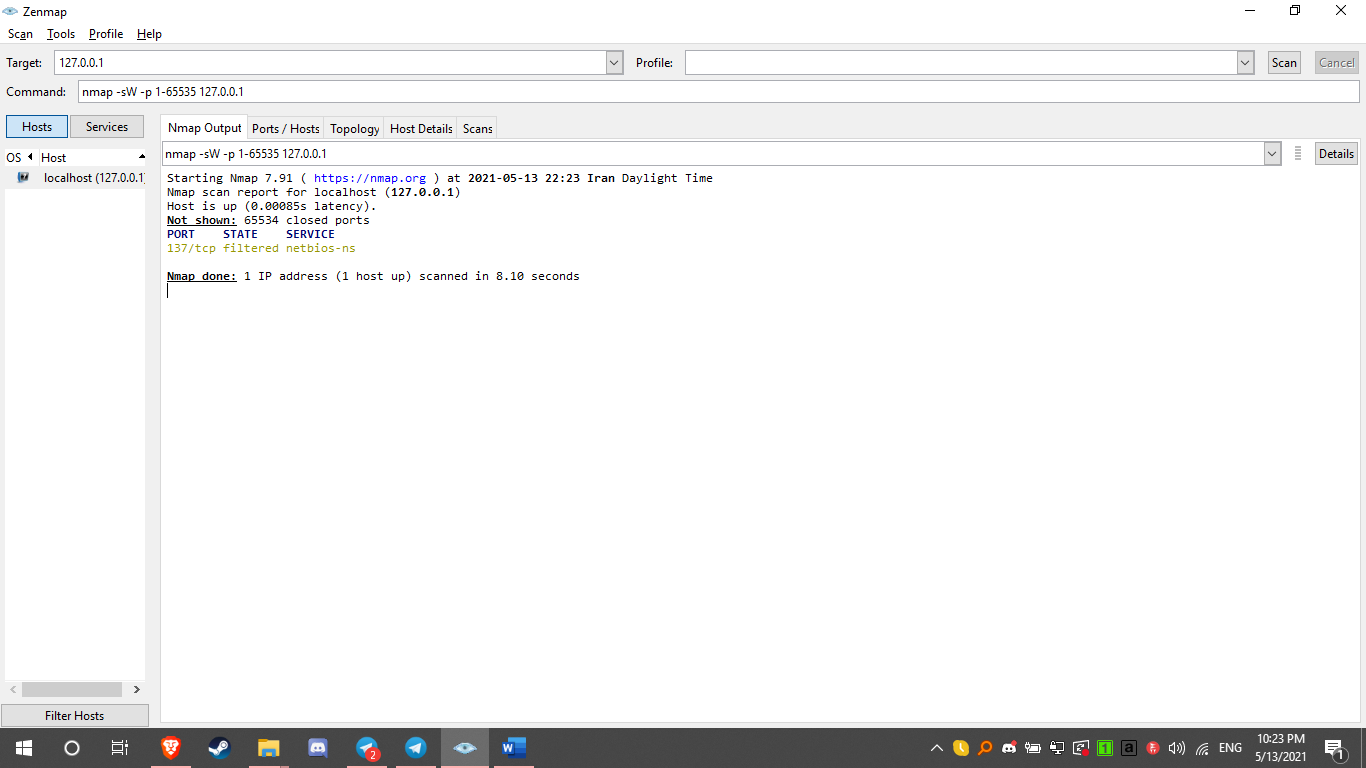 Zenmap
Scan Tools Profile Help
Target: 127.0.0.1 Profile: Scan Cancel
Command: nmap -sW -p 1-65535 127.0.0.1
Hosts Services
Nmap Output Ports / Hosts Topology Host Details Scans
OS Host
nmap -sW -p 1-65535 127.0.0.1 Details
localhost (127.0.0.1)
Starting Nmap 7.91 ( https://nmap.org ) at 2021-05-13 22:23 Iran Daylight Time
Nmap scan report for localhost (127.0.0.1)
Host is up (0.00085s latency).
Not shown: 65534 closed ports
PORT STATE SERVICE
137/tcp filtered netbios-ns
Nmap done: 1 IP address (1 host up) scanned in 8.10 seconds
Filter Hosts
2
W
1
a
ENG
10:23 PM
5/13/2021
1